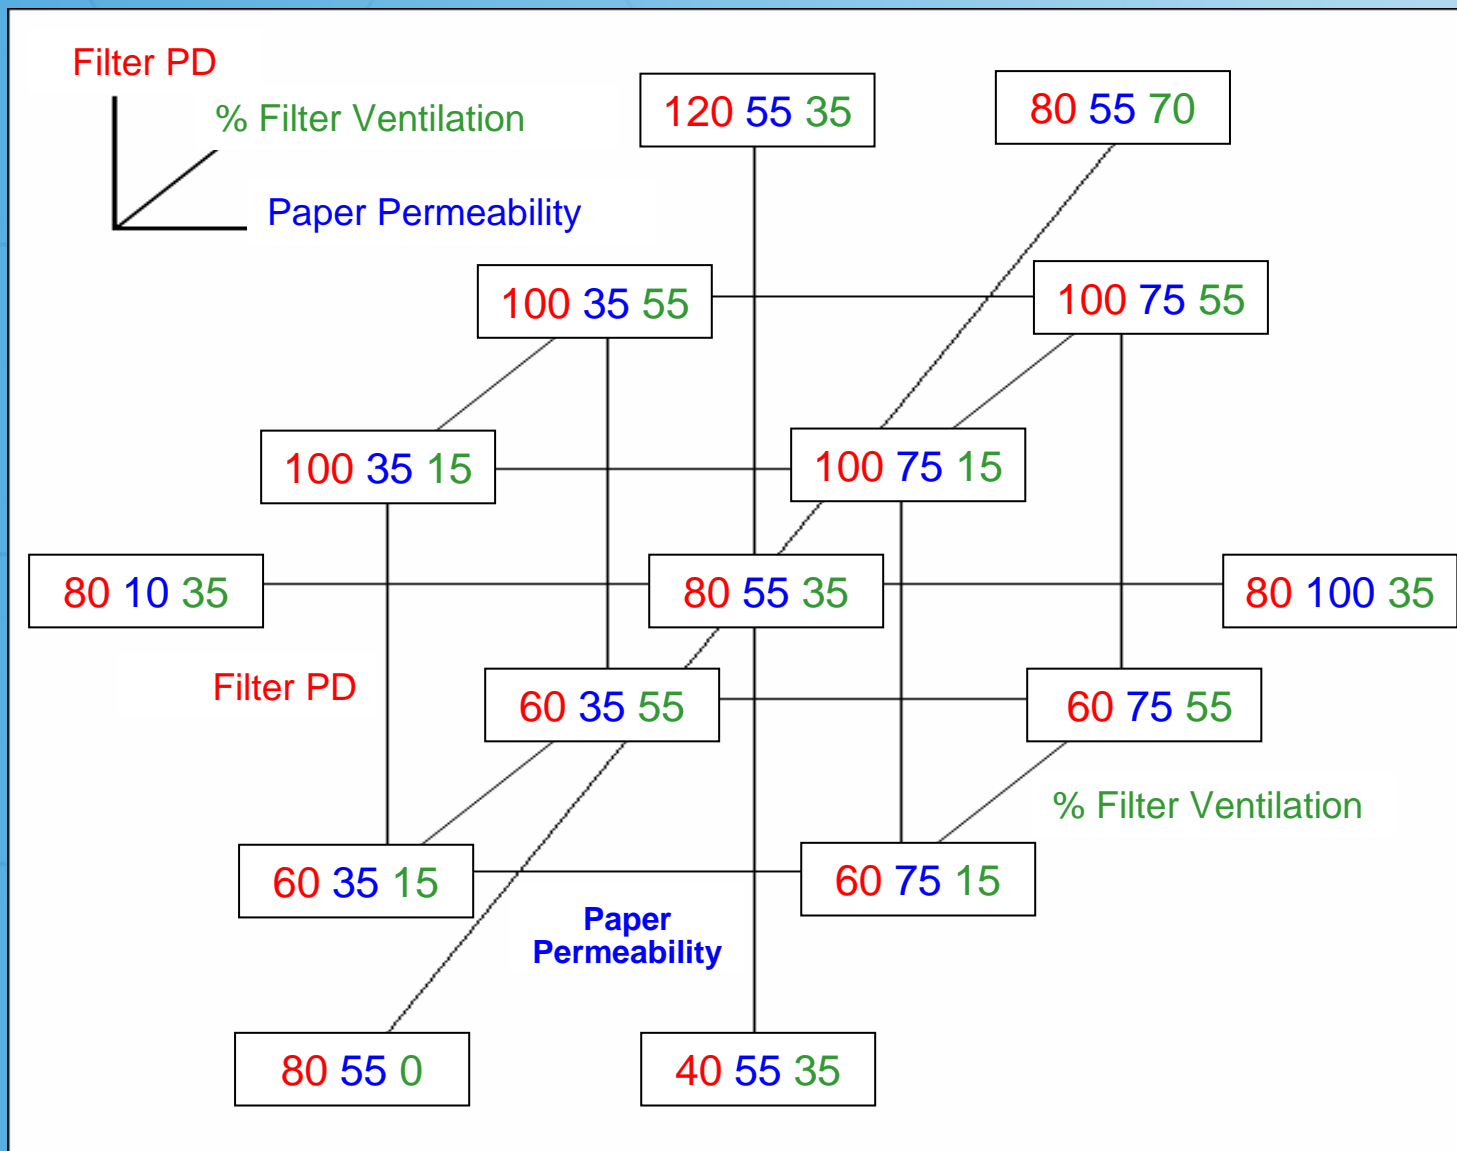 Filter PD
% Filter Ventilation
Paper Permeability
120 55 35
80 55 70
100 35 55
100 75 55
100 35 15
100 75 15
80 10 35
80 55 35
80 100 35
Filter PD
60 35 55
60 75 55
% Filter Ventilation
60 35 15
60 75 15
Paper
Permeability
80 55 0
40 55 35